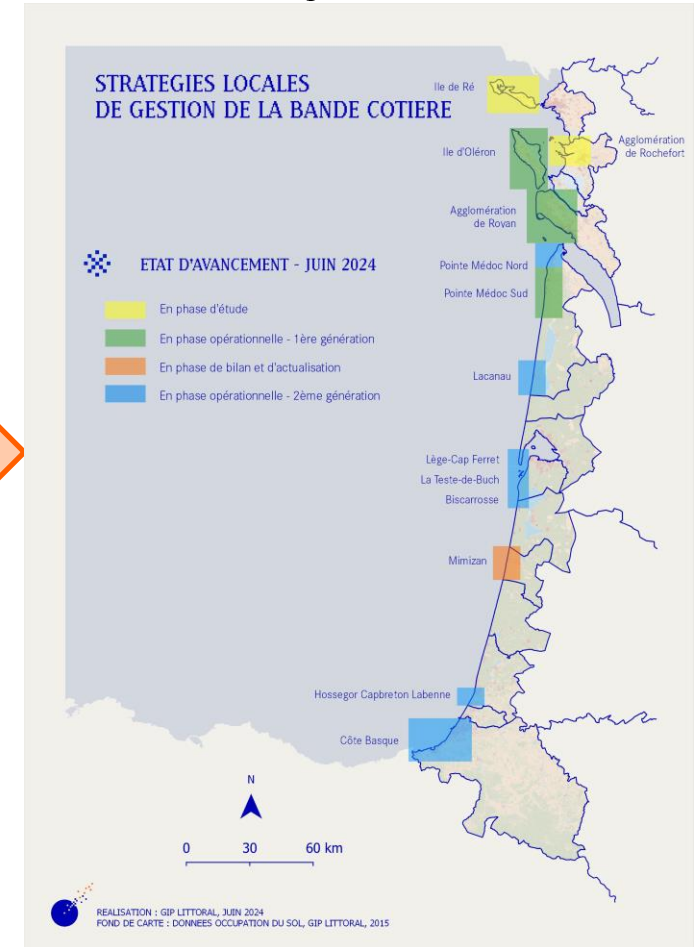 STRATEGIES LOCALES
DE GESTION DE LA BANDE COTIERE
Ile de Ré
Agglomération
de Rochefort
Ile d'Oléron
Agglomération
de Royan
ETAT D'AVANCEMENT - JUIN 2024
Pointe Médoc Nord
Pointe Médoc Sud
En phase d'étude
En phase opérationnelle - 1ère génération
En phase de bilan et d'actualisation
En phase opérationnelle - 2ème génération
Lacanau
Lège-Cap Ferret
La Teste-de-Buch
Biscarrosse
Mimizan
Hossegor Capbreton Labenne
Côte Basque
N
0 30 60 km
REALISATION : GIP LITTORAL, JUIN 2024
FOND DE CARTE : DONNEES OCCUPATION DU SOL, GIP LITTORAL, 2015